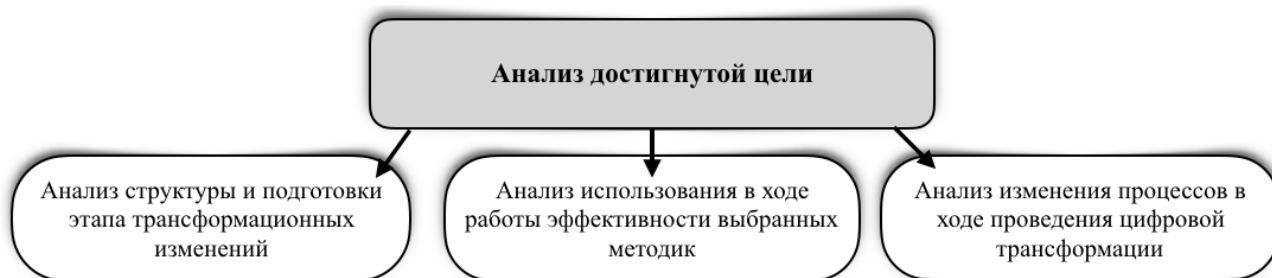 Анализ достигнутой цели
Анализ структуры и подготовки
этапа трансформационных
изменений
Анализ использования в ходе
работы эффективности выбранных
методик
Анализ изменения процессов в
ходе проведения цифровой
трансформации